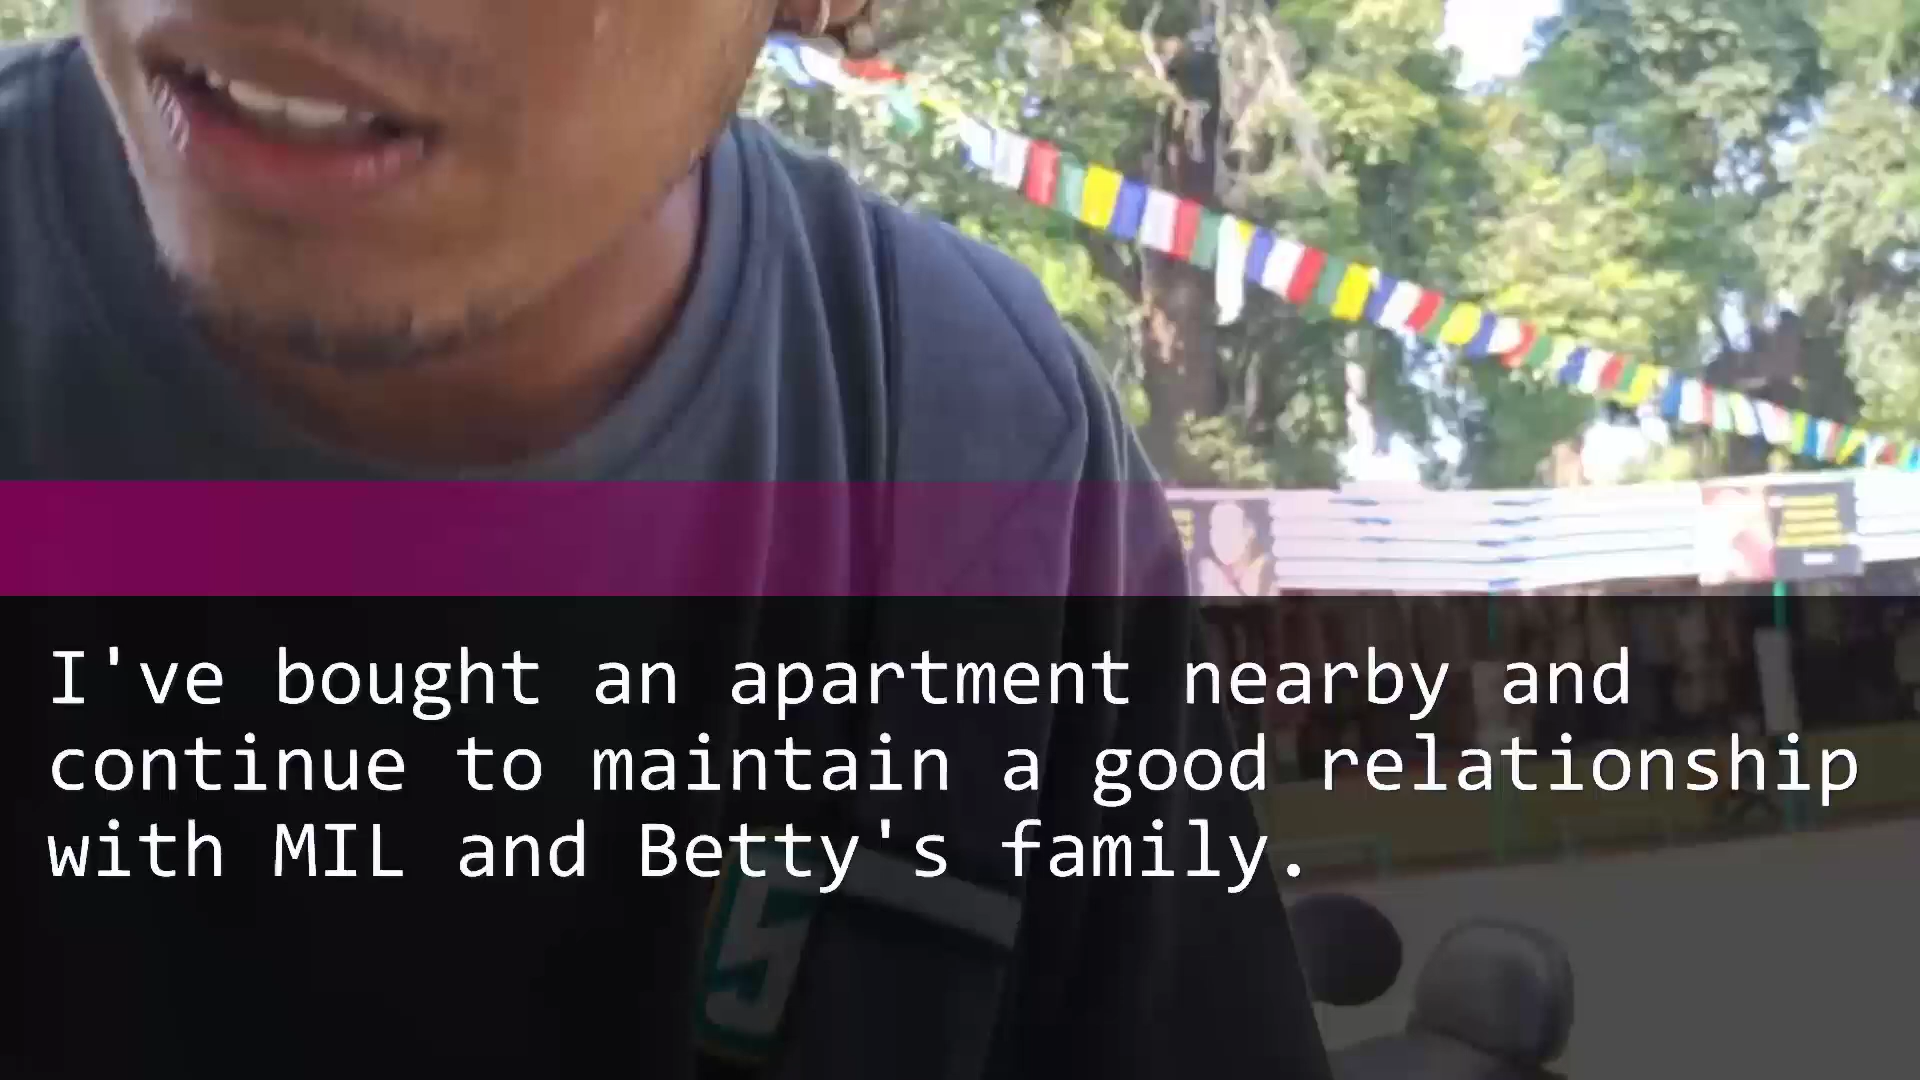 I've bought an apartment nearby and
continue to maintain a good relationship
with MIL and Betty's family.